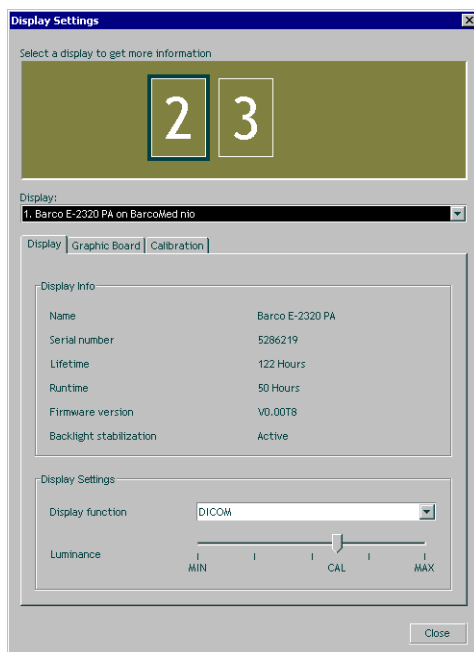 Display Settings
Select a display to get more information
2 3
Display:
1. Barco E-2320 PA on BarcoMed nio
Display Graphic Board Calibration
Display Info
Name Barco E-2320 PA
Serial number 5286219
Lifetime 122 Hours
Runtime 50 Hours
Firmware version V0.00T8
Backlight stabilization Active
Display Settings
Display function DICOM
Luminance
MIN CAL MAX
Close